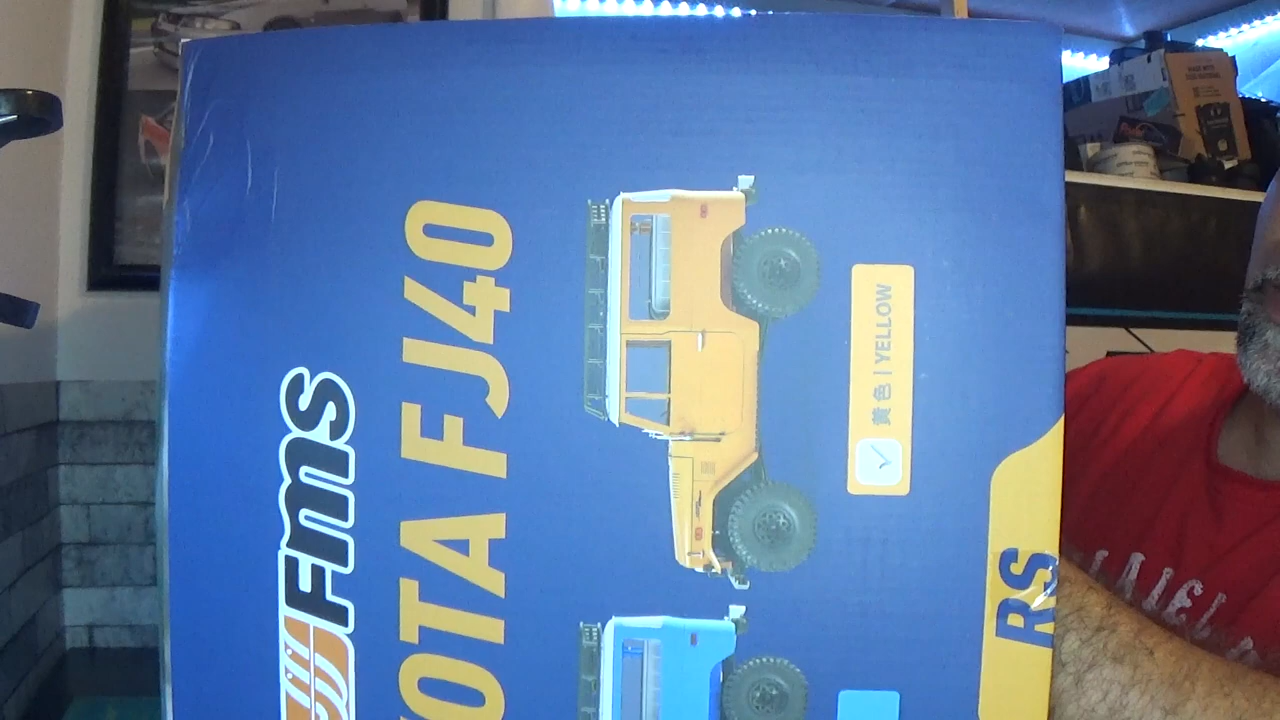 FMS
OTA FJ40
黄色 | YELLOW
RS